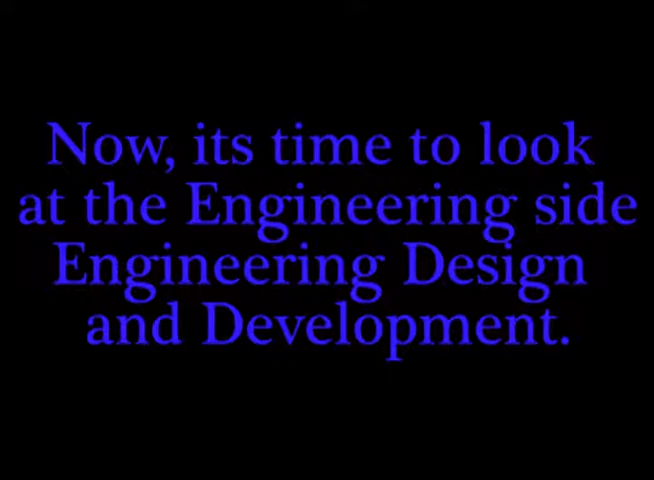 Now, its time to look
at the Engineering side
Engineering Design
and Development.